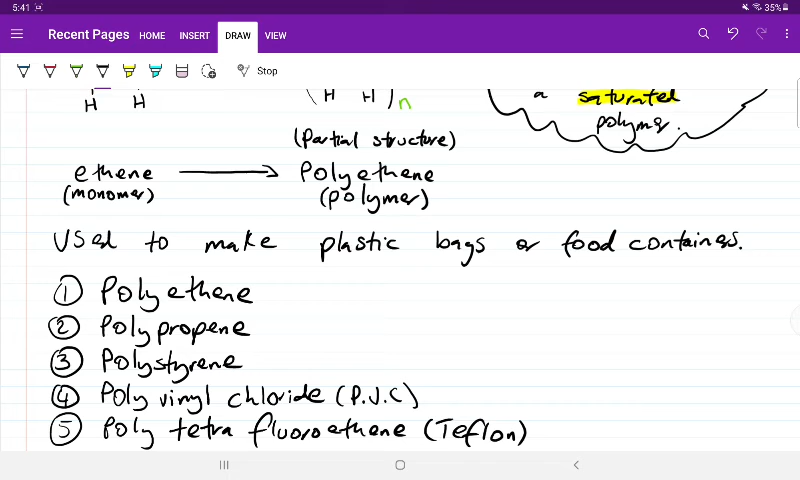 5:41 35%
Recent Pages HOME INSERT DRAW VIEW
Stop
H H
(H H)n
a saturated
polymer.
(Partial structure)
ethene → Polyethene
(monomer) (polymer)
Used to make plastic bags or food containers.
① Polyethene
② Polypropene
③ Polystyrene
④ Poly vinyl chloride (P.V.C)
⑤ Poly tetra fluoroethene (Teflon)